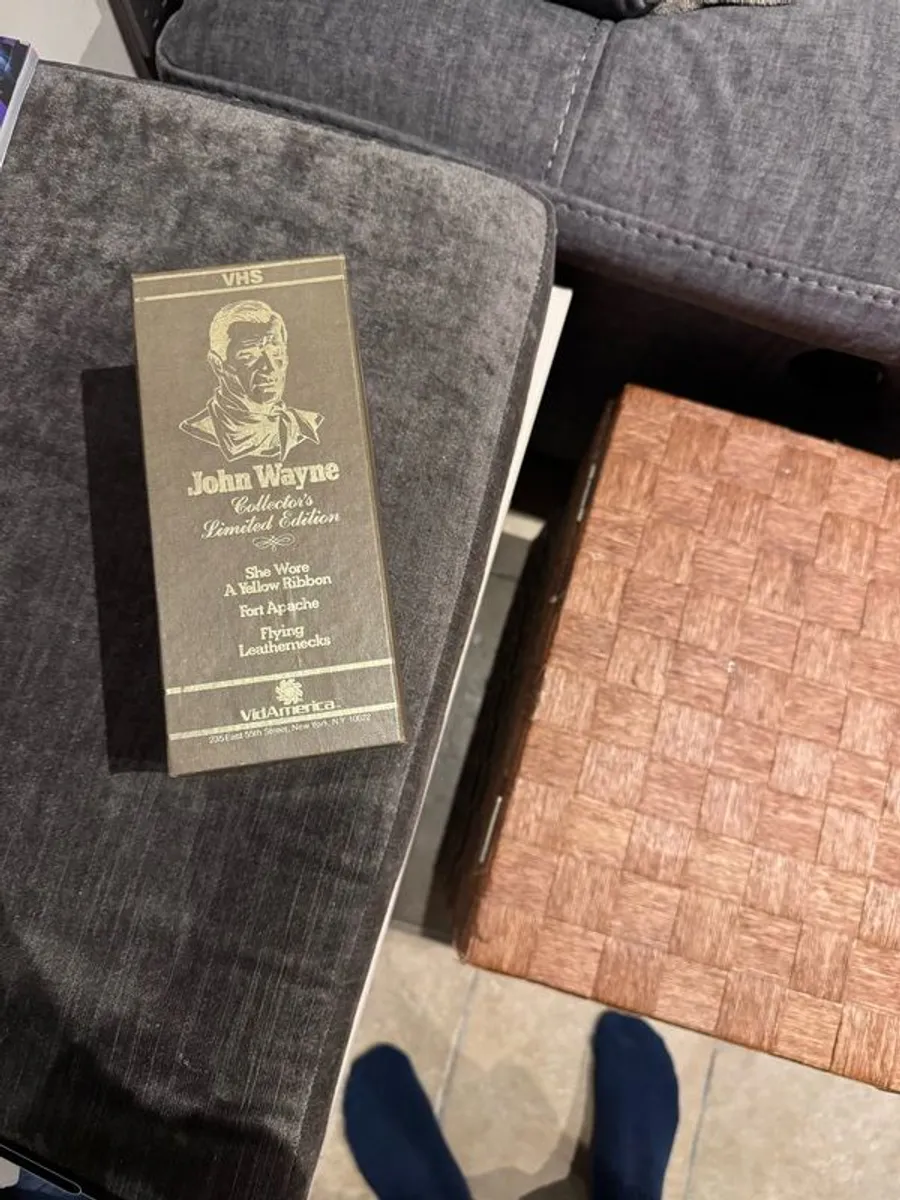 VHS
John Wayne
Collector's
Limited Edition
She Wore
A Yellow Ribbon
Fort Apache
Flying
Leathernecks
VidAmerica™
235 East 55th Street, New York, N.Y. 10022